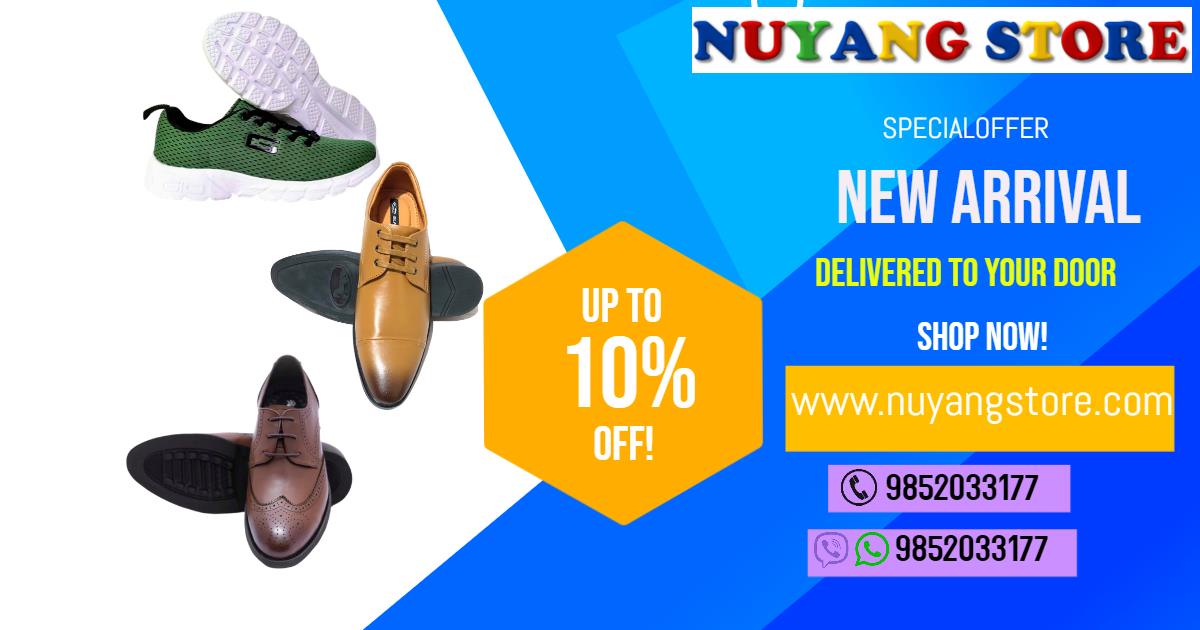 NUYANG STORE
SPECIALOFFER
NEW ARRIVAL
DELIVERED TO YOUR DOOR
SHOP NOW!
www.nuyangstore.com
9852033177
9852033177
UP TO
10%
OFF!
G